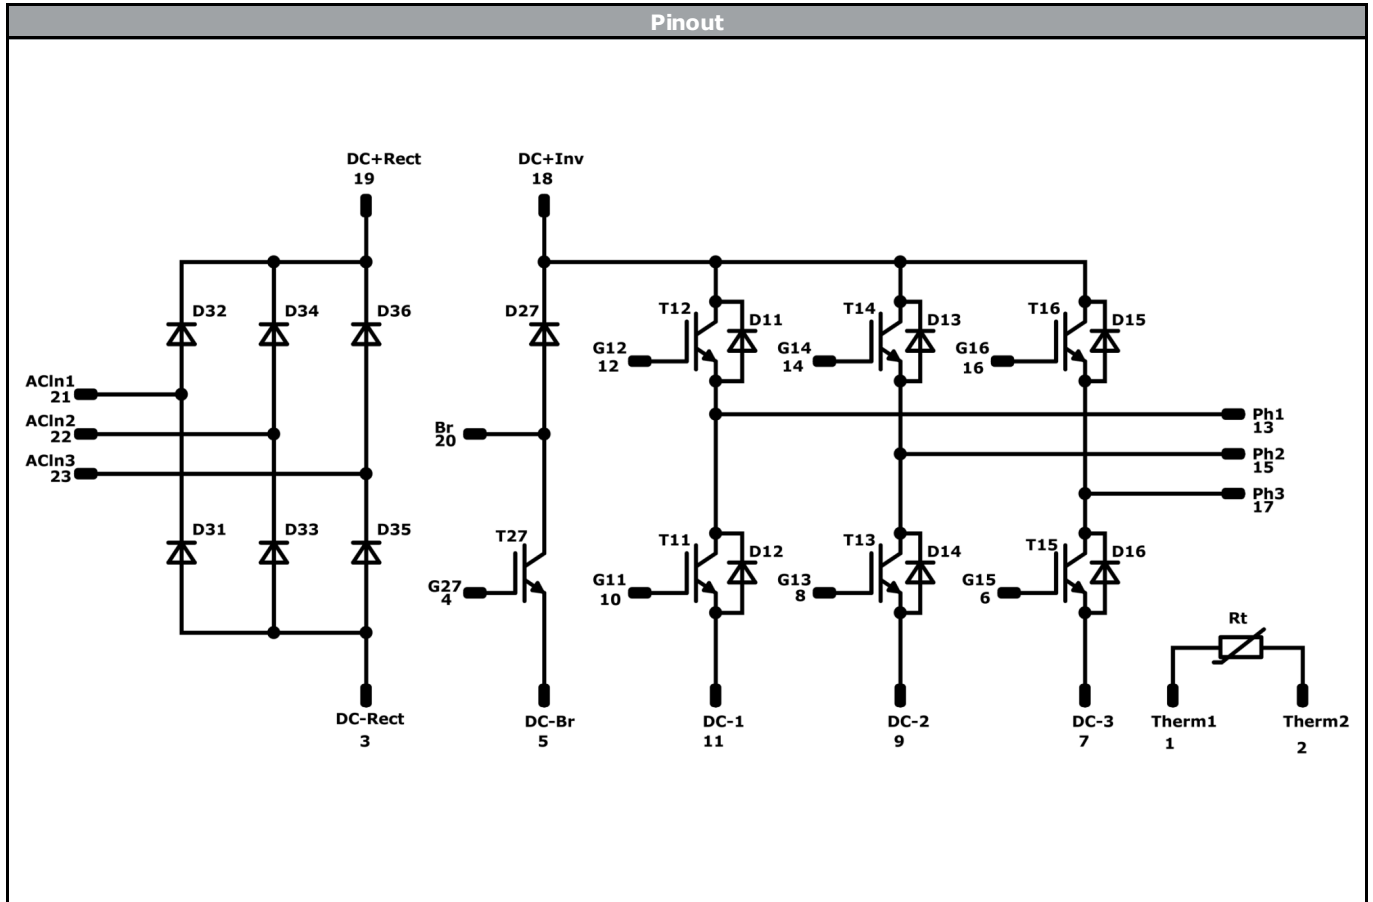 Pinout
DC+Rect
19
DC+Inv
18
D32
D34
D36
D27
T12
D11
T14
D13
T16
D15
G12
12
G14
14
G16
16
ACIn1
21
ACIn2
22
ACIn3
23
Br
20
Ph1
13
Ph2
15
Ph3
17
D31
D33
D35
T27
T11
D12
T13
D14
T15
D16
G27
4
G11
10
G13
8
G15
6
Rt
DC-Rect
3
DC-Br
5
DC-1
11
DC-2
9
DC-3
7
Therm1
1
Therm2
2